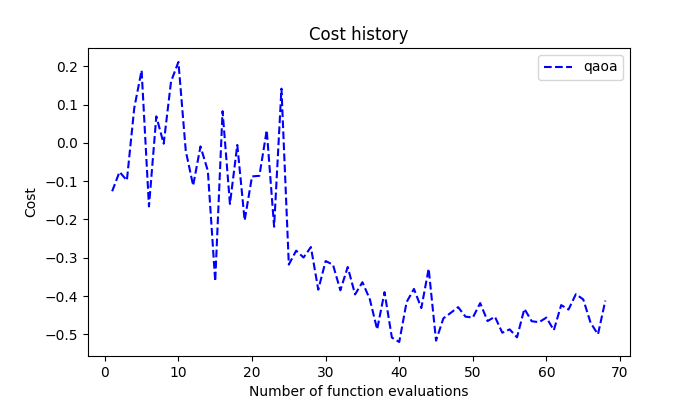 Cost history
qaoa
Cost
0.2
0.1
0.0
−0.1
−0.2
−0.3
−0.4
−0.5
0 10 20 30 40 50 60 70
Number of function evaluations